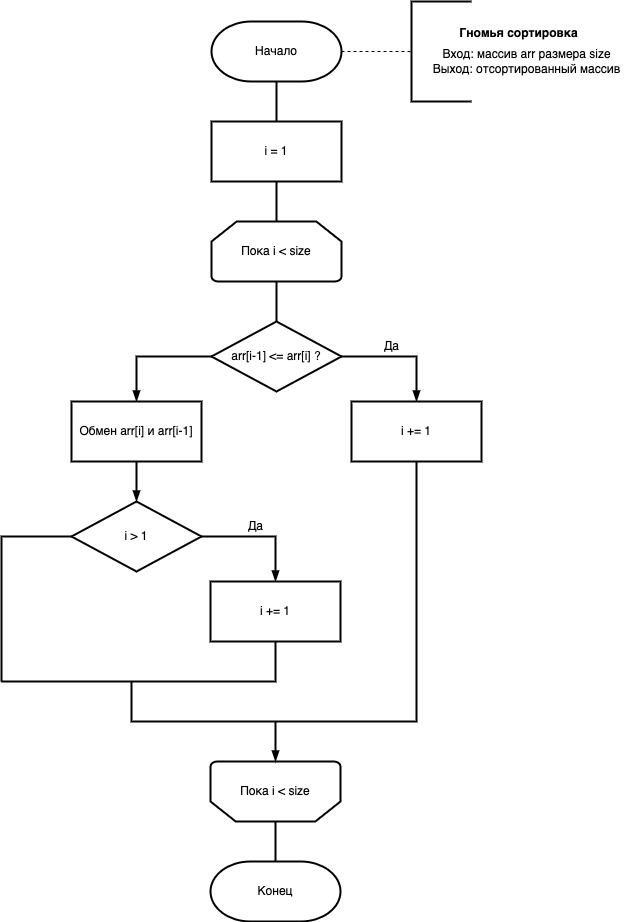 Начало
Гномья сортировка
Вход: массив arr размера size
Выход: отсортированный массив
i = 1
Пока i < size
arr[i-1] <= arr[i] ?
Да
Обмен arr[i] и arr[i-1]
i += 1
i > 1
Да
i += 1
Пока i < size
Конец